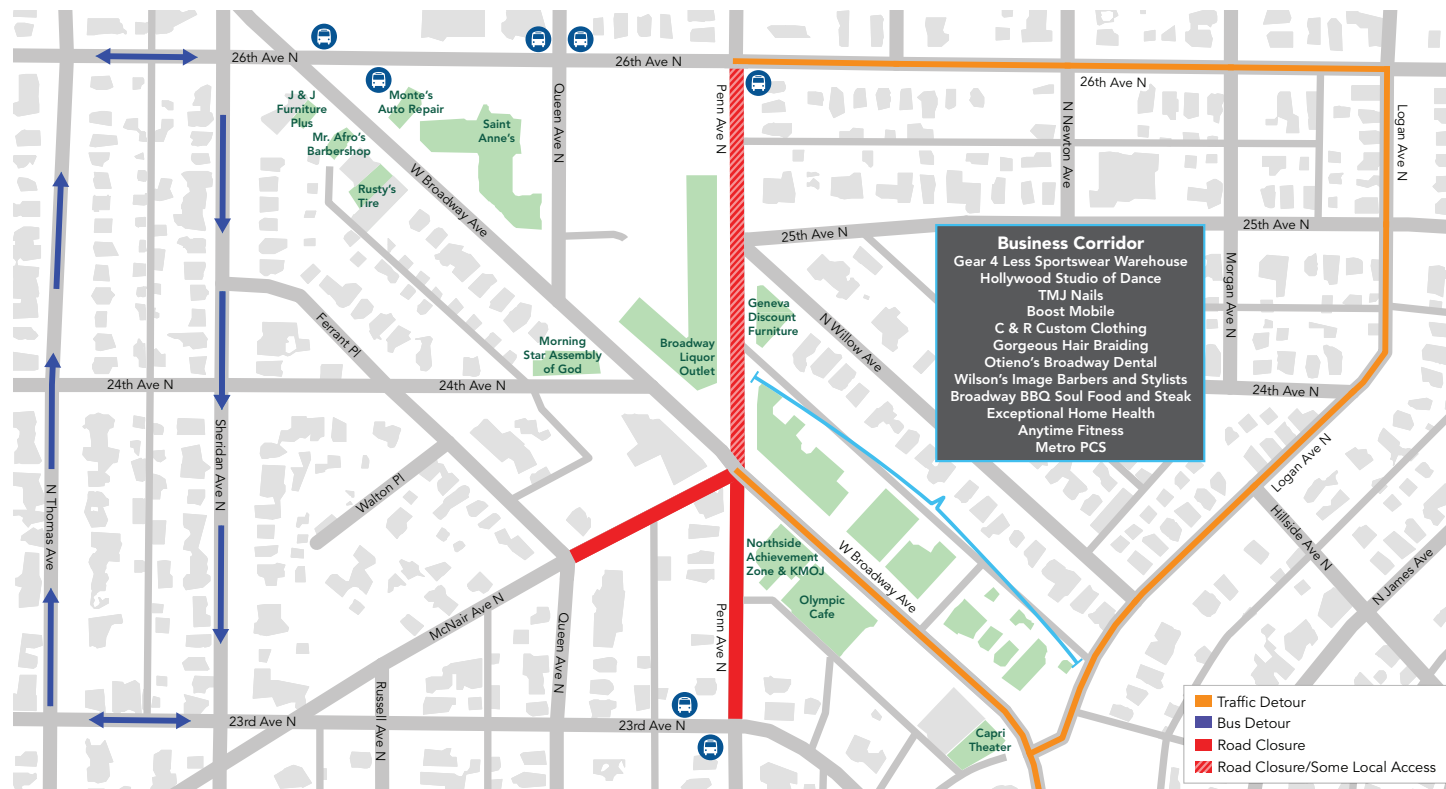 26th Ave N
26th Ave N
26th Ave N
J & J
Furniture
Plus
Monte's
Auto Repair
Mr. Afro's
Barbershop
Saint
Anne's
Rusty's
Tire
W Broadway Ave
Queen Ave N
Penn Ave N
N Newton Ave
Logan Ave N
25th Ave N
25th Ave N
Business Corridor
Gear 4 Less Sportswear Warehouse
Hollywood Studio of Dance
TMJ Nails
Boost Mobile
C & R Custom Clothing
Gorgeous Hair Braiding
Otieno's Broadway Dental
Wilson's Image Barbers and Stylists
Broadway BBQ Soul Food and Steak
Exceptional Home Health
Anytime Fitness
Metro PCS
Morgan Ave N
Geneva
Discount
Furniture
N Willow Ave
Ferrant Pl
Morning
Star Assembly
of God
Broadway
Liquor
Outlet
24th Ave N
24th Ave N
24th Ave N
Sheridan Ave N
N Thomas Ave
Walton Pl
Logan Ave N
Hillside Ave N
N James Ave
Northside
Achievement
Zone & KMOJ
W Broadway Ave
Olympic
Cafe
McNair Ave N
Queen Ave N
Penn Ave N
Russell Ave N
23rd Ave N
23rd Ave N
Capri
Theater
Traffic Detour
Bus Detour
Road Closure
Road Closure/Some Local Access